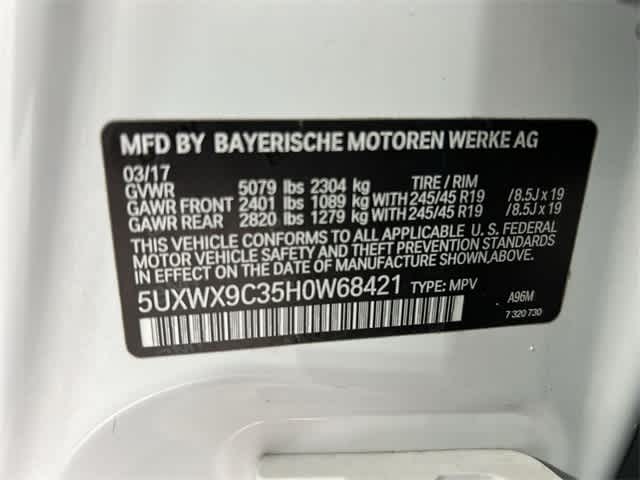 MFD BY BAYERISCHE MOTOREN WERKE AG
03/17
GVWR 5079 lbs 2304 kg TIRE / RIM
GAWR FRONT 2401 lbs 1089 kg WITH 245/45 R19 /8.5J x 19
GAWR REAR 2820 lbs 1279 kg WITH 245/45 R19 /8.5J x 19
THIS VEHICLE CONFORMS TO ALL APPLICABLE U.S. FEDERAL
MOTOR VEHICLE SAFETY AND THEFT PREVENTION STANDARDS
IN EFFECT ON THE DATE OF MANUFACTURE SHOWN ABOVE.
5UXWX9C35H0W68421 TYPE: MPV
A96M
7 320 730